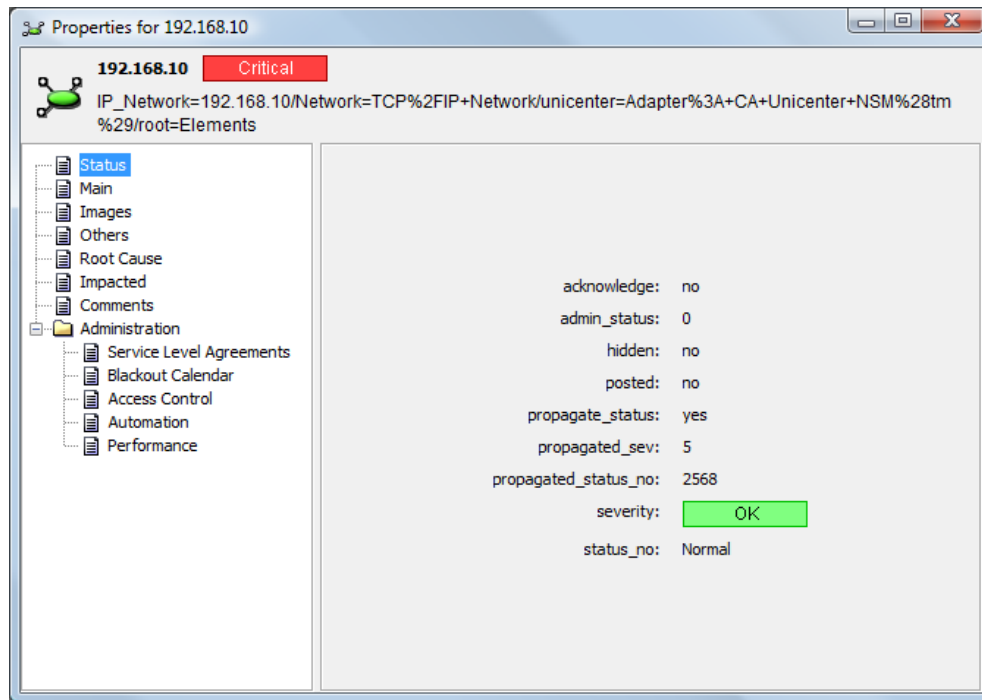 Properties for 192.168.10
192.168.10 Critical
IP_Network=192.168.10/Network=TCP%2FIP+Network/unicenter=Adapter%3A+CA+Unicenter+NSM%28tm
%29/root=Elements
Status
Main
Images
Others
Root Cause
Impacted
Comments
Administration
Service Level Agreements
Blackout Calendar
Access Control
Automation
Performance
acknowledge: no
admin_status: 0
hidden: no
posted: no
propagate_status: yes
propagated_sev: 5
propagated_status_no: 2568
severity: OK
status_no: Normal